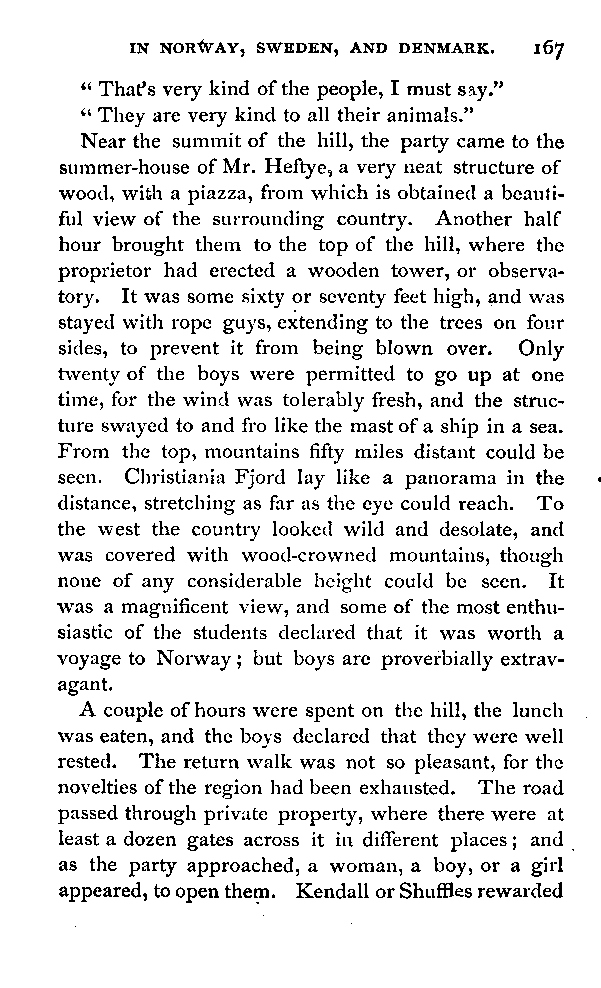 IN NORWAY, SWEDEN, AND DENMARK. 167
“ That's very kind of the people, I must say.”
“ They are very kind to all their animals.”
Near the summit of the hill, the party came to the
summer-house of Mr. Heftye, a very neat structure of
wood, with a piazza, from which is obtained a beauti-
ful view of the surrounding country. Another half
hour brought them to the top of the hill, where the
proprietor had erected a wooden tower, or observa-
tory. It was some sixty or seventy feet high, and was
stayed with rope guys, extending to the trees on four
sides, to prevent it from being blown over. Only
twenty of the boys were permitted to go up at one
time, for the wind was tolerably fresh, and the struc-
ture swayed to and fro like the mast of a ship in a sea.
From the top, mountains fifty miles distant could be
seen. Christiania Fjord lay like a panorama in the
distance, stretching as far as the eye could reach. To
the west the country looked wild and desolate, and
was covered with wood-crowned mountains, though
none of any considerable height could be seen. It
was a magnificent view, and some of the most enthu-
siastic of the students declared that it was worth a
voyage to Norway ; but boys are proverbially extrav-
agant.
A couple of hours were spent on the hill, the lunch
was eaten, and the boys declared that they were well
rested. The return walk was not so pleasant, for the
novelties of the region had been exhausted. The road
passed through private property, where there were at
least a dozen gates across it in different places ; and
as the party approached, a woman, a boy, or a girl
appeared, to open them. Kendall or Shuffles rewarded